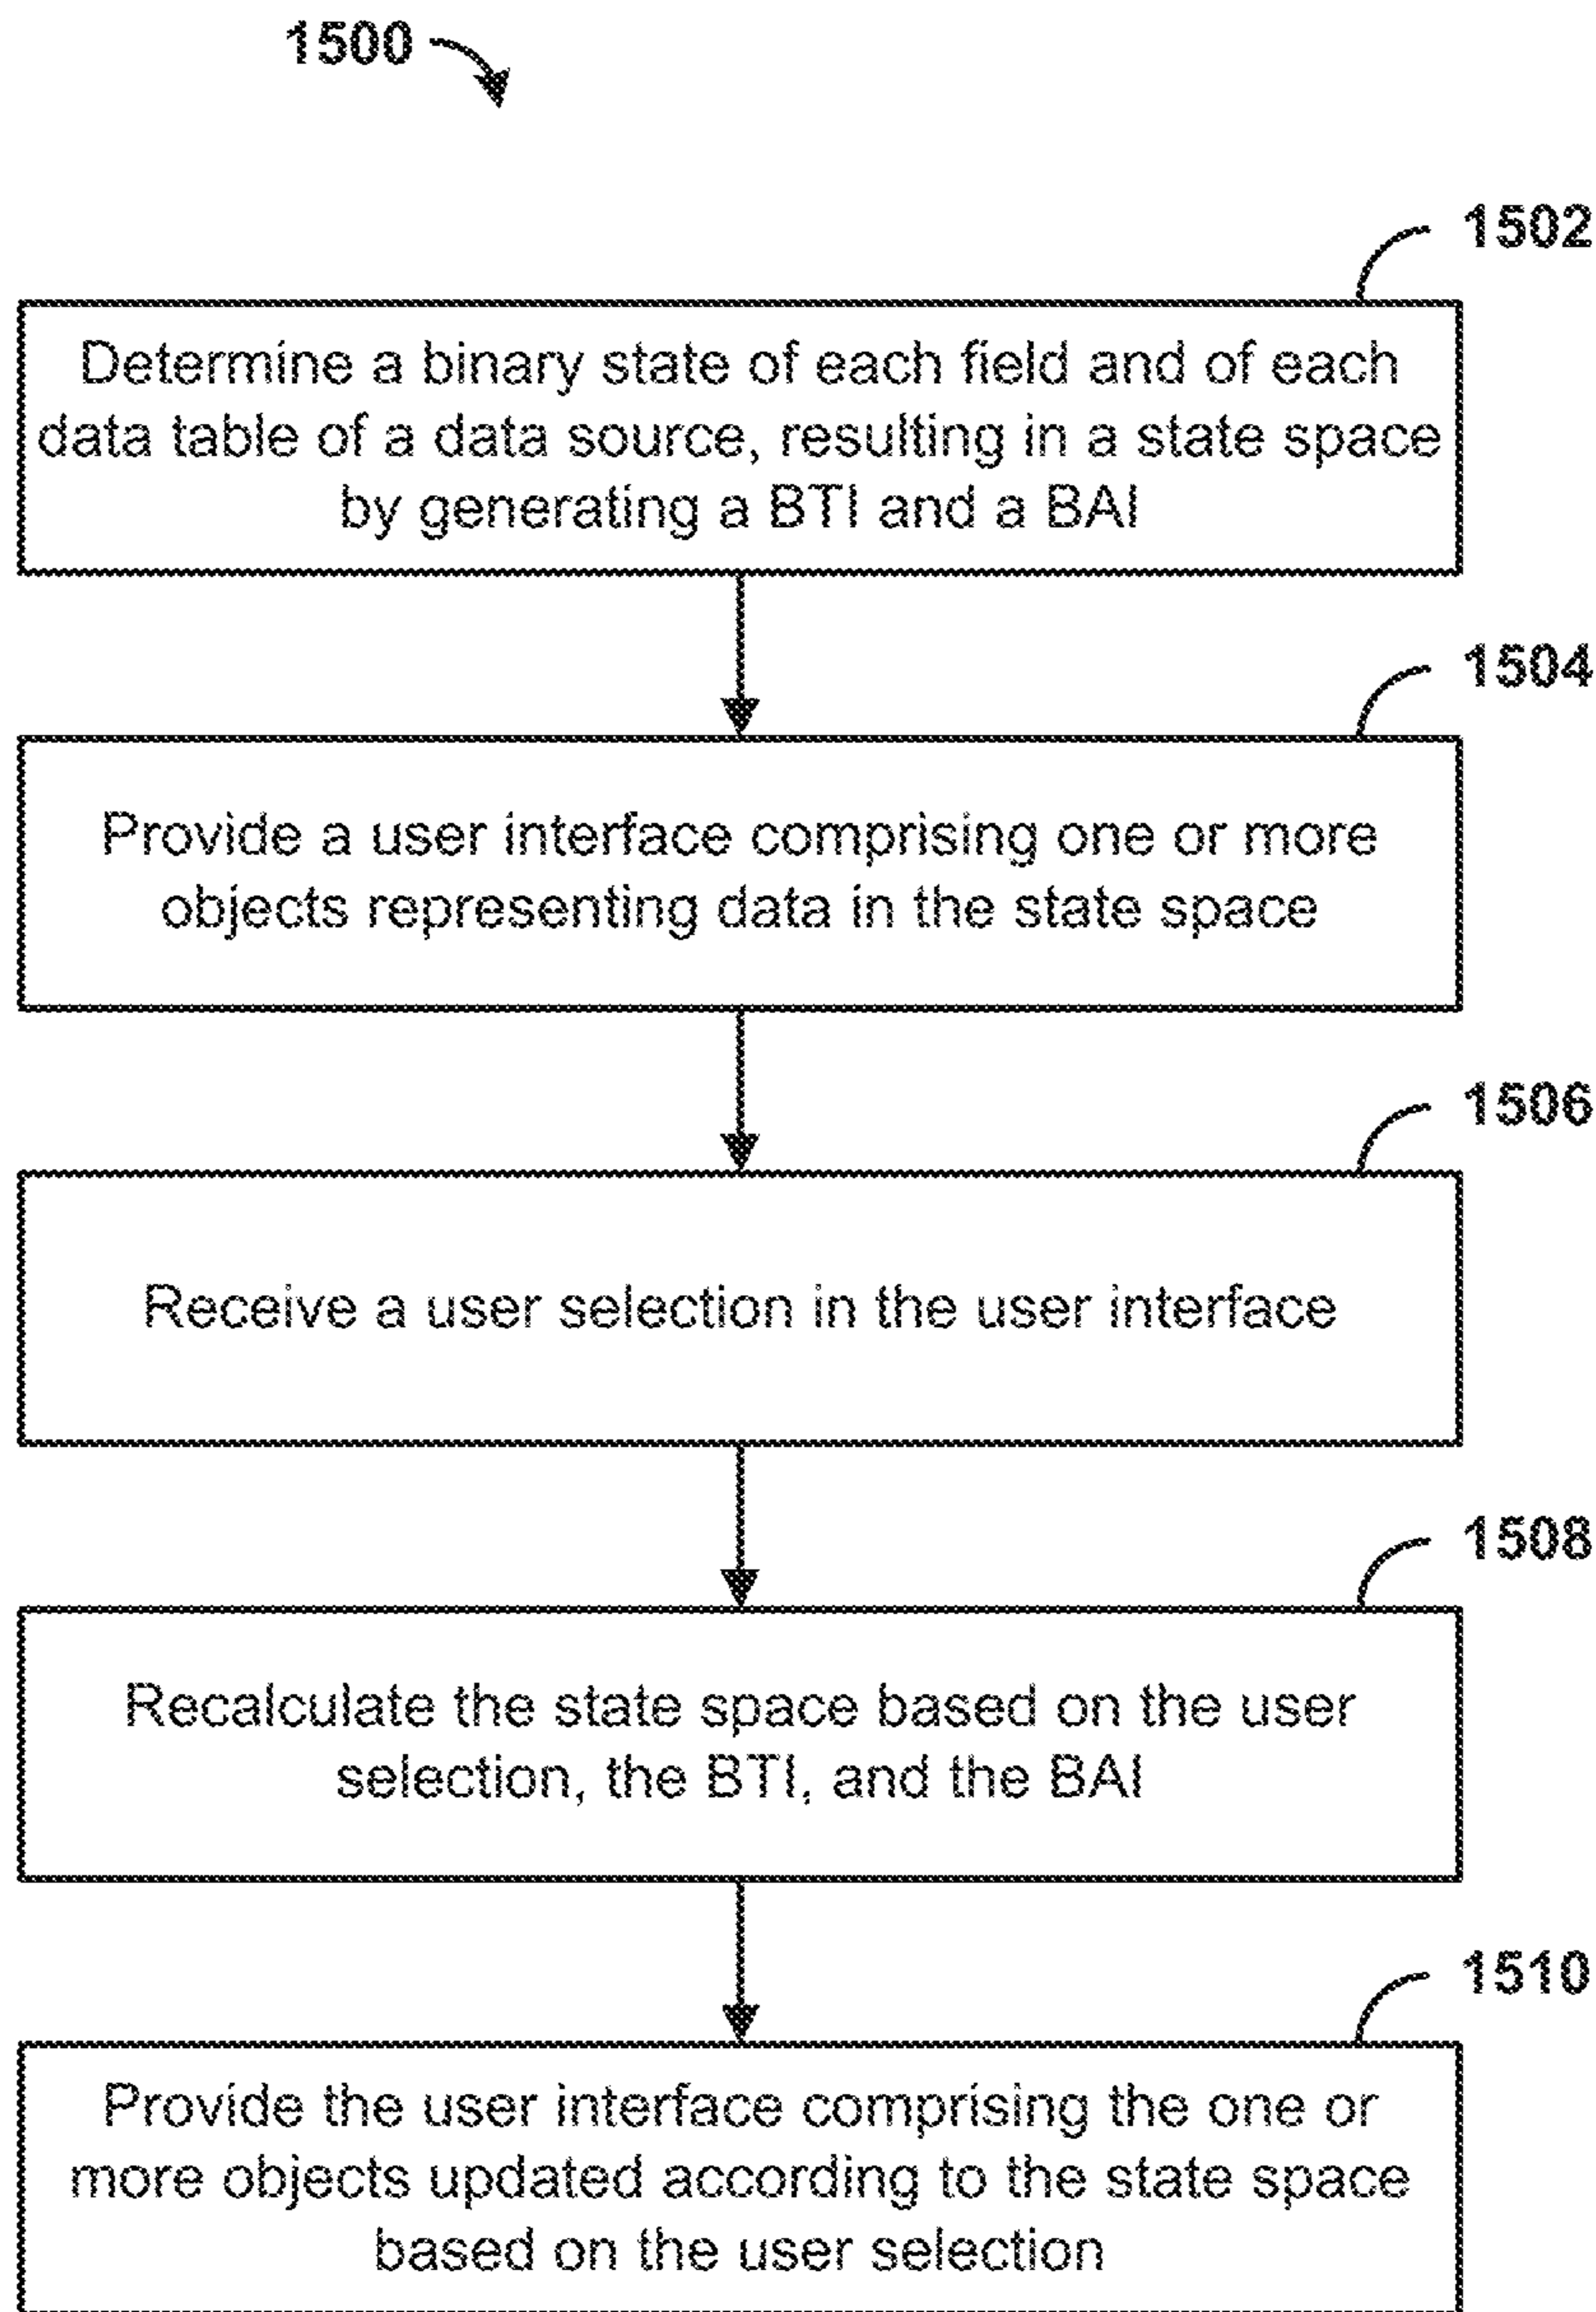 1500
1502
Determine a binary state of each field and of each
data table of a data source, resulting in a state space
by generating a BTI and a BAI
1504
Provide a user interface comprising one or more
objects representing data in the state space
1506
Receive a user selection in the user interface
1508
Recalculate the state space based on the user
selection, the BTI, and the BAI
1510
Provide the user interface comprising the one or
more objects updated according to the state space
based on the user selection